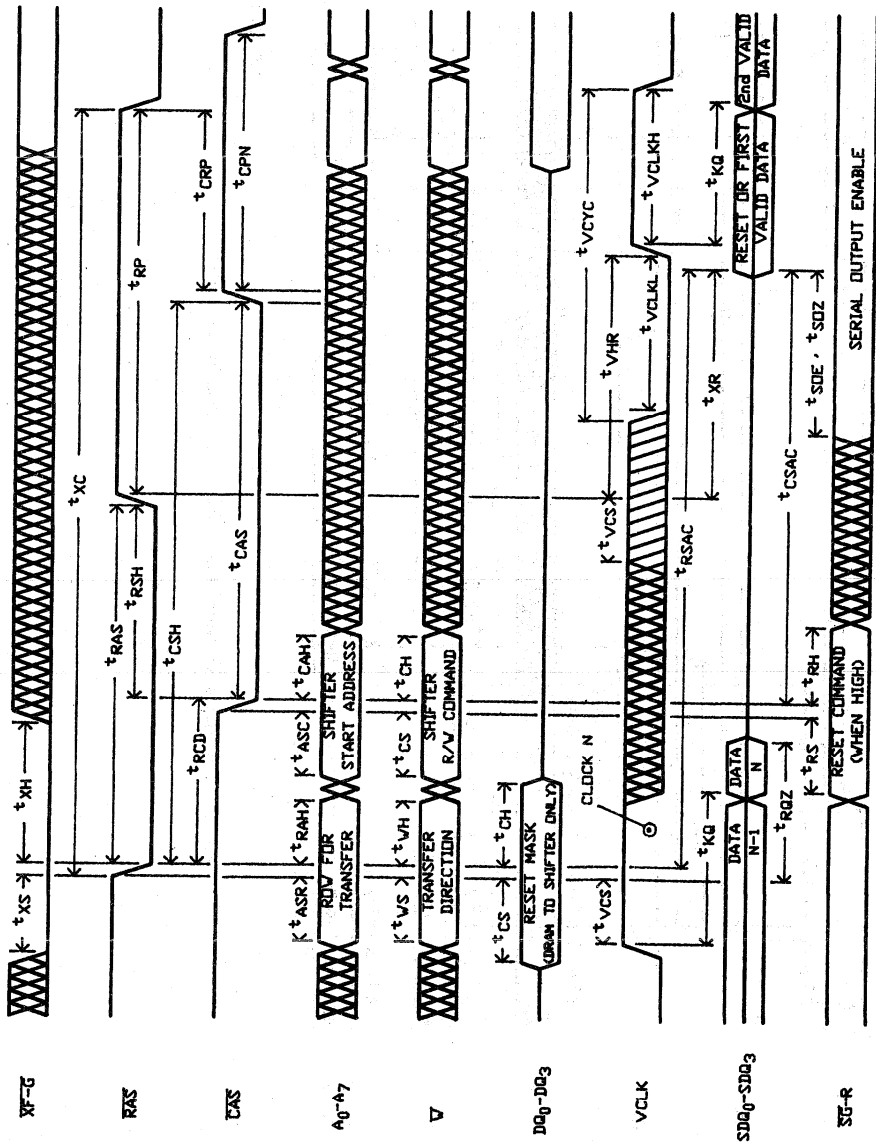 XF-G
tXS
tXH
RAS
tXC
tRAS
tRP
tRCD
tRSH
tCRP
CAS
tCSH
tCAS
tCPN
A0-A7
tASR
tRAH
tASC
tCAH
ROW FOR
TRANSFER
SHIFTER
START ADDRESS
W
tWS
tWH
tCS
tCH
TRANSFER
DIRECTION
SHIFTER
R/W COMMAND
DQ0-DQ3
tCS
tCH
RESET MASK
(DRAM TO SHIFTER ONLY)
VCLK
tVCS
CLOCK N
tVCS
tVHR
tVCYC
tVCLKL
tVCLKH
tKQ
tRSAC
tXR
tKQ
SDQ0-SDQ3
DATA
N-1
DATA
N
RESET OR FIRST
VALID DATA
2nd VALID
DATA
tRQZ
tCSAC
SG-R
tRS
tRH
tSOE, tSOZ
RESET COMMAND
(WHEN HIGH)
SERIAL OUTPUT ENABLE